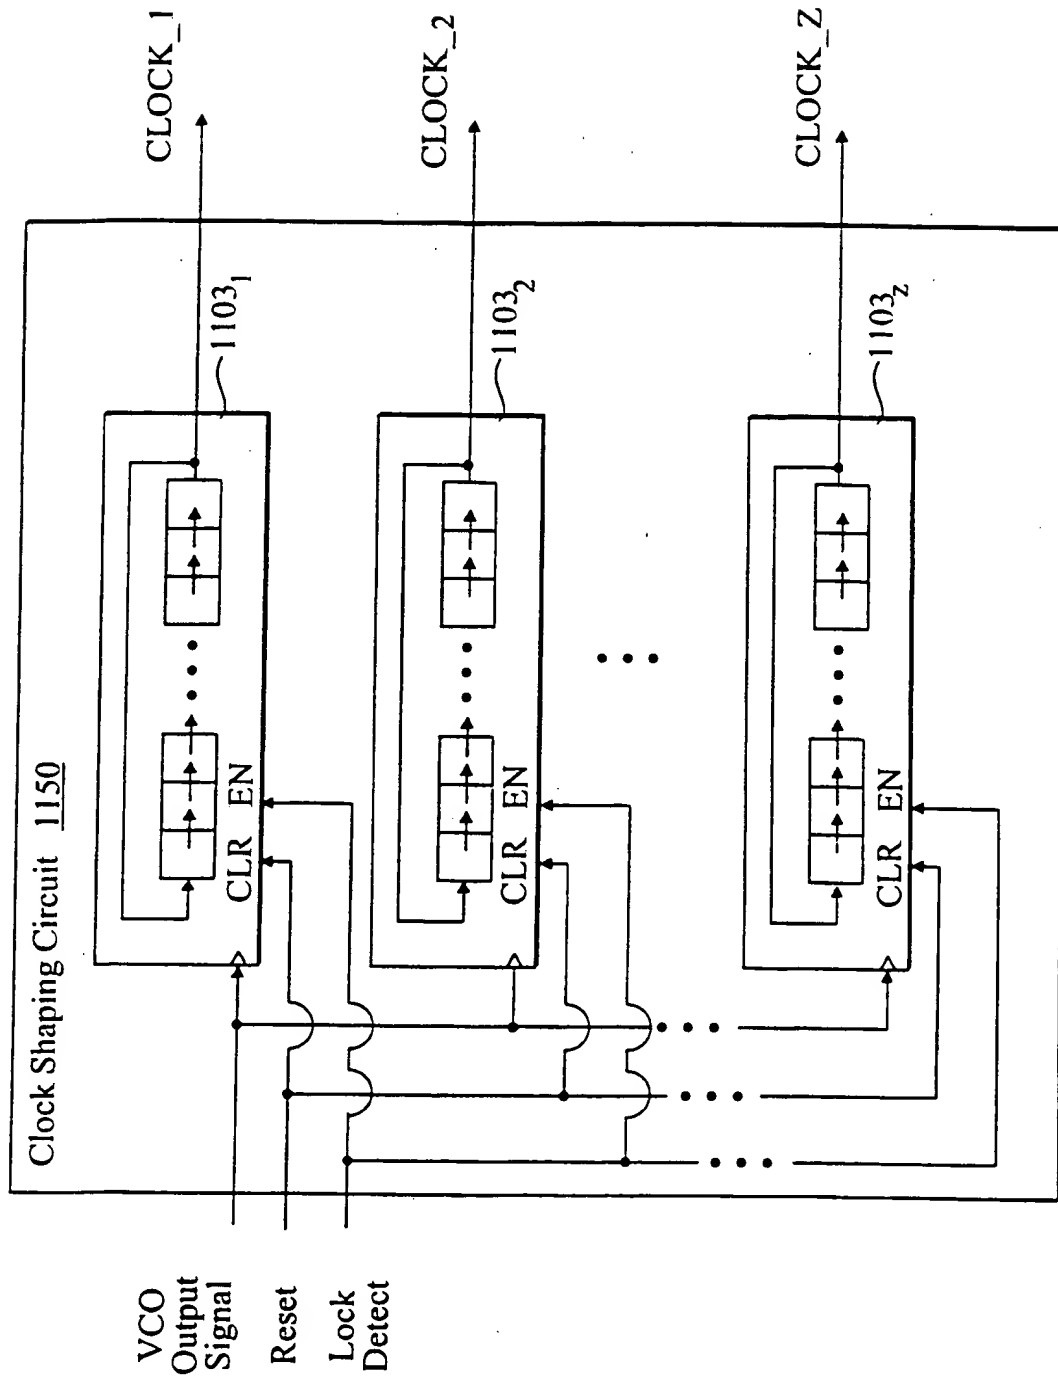 Clock Shaping Circuit 1150
VCO
Output
Signal
Reset
Lock
Detect
CLR EN
1103₁
CLOCK_1
CLR EN
1103₂
CLOCK_2
CLR EN
1103z
CLOCK_Z